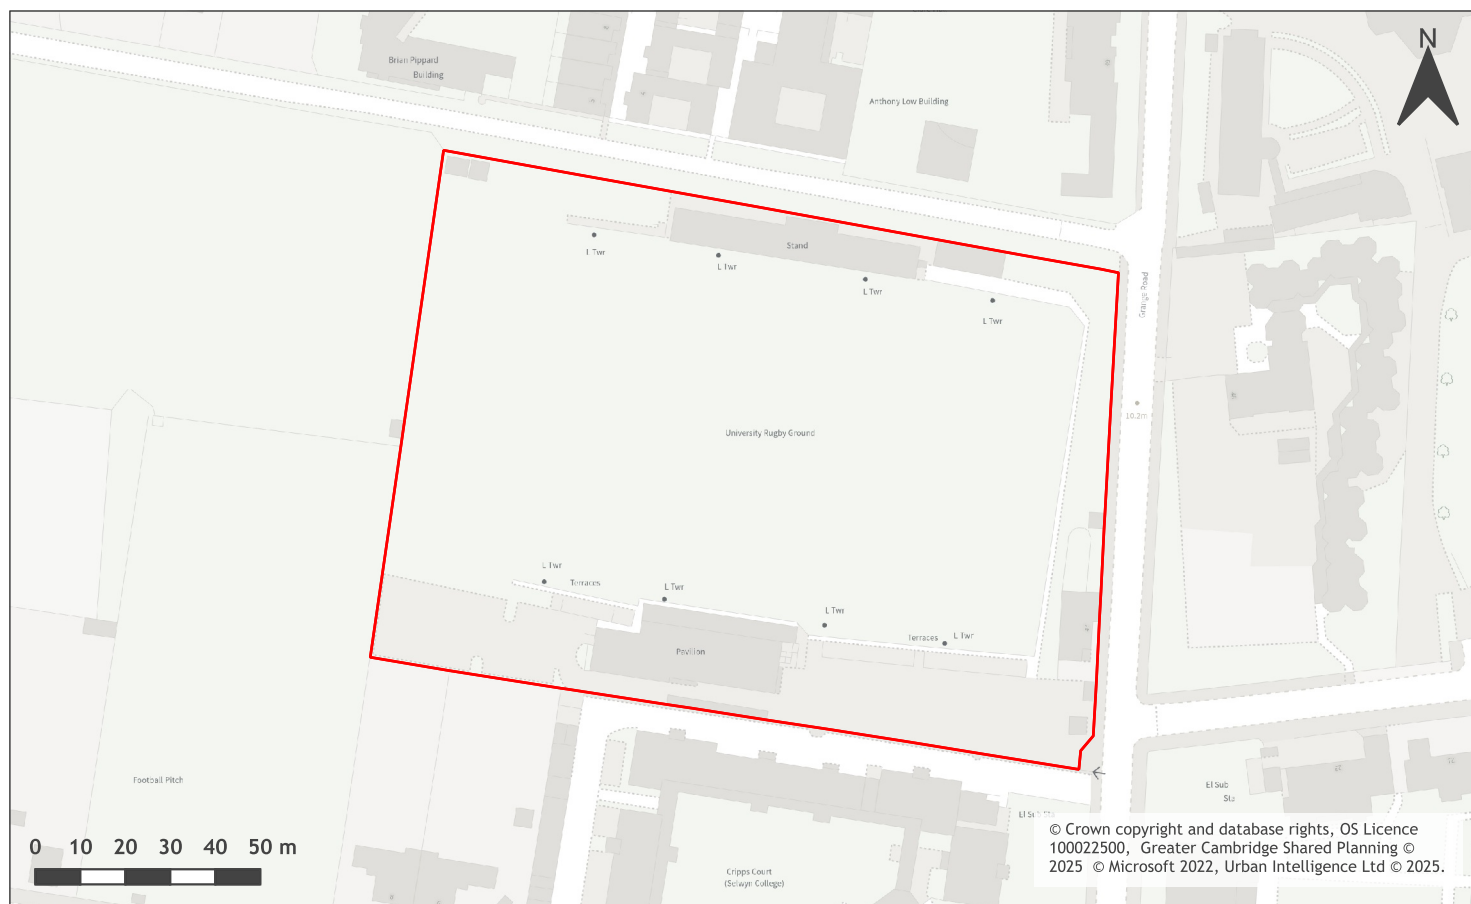 N
Brian Pippard
Building
Anthony Low Building
Stand
L Twr
L Twr
L Twr
L Twr
Grange Road
10.2m
University Rugby Ground
L Twr
Terraces
L Twr
L Twr
Terraces
L Twr
Pavilion
Football Pitch
El Sub
Sta
El Sub Sta
Cripps Court
(Selwyn College)
0 10 20 30 40 50 m
© Crown copyright and database rights, OS Licence
100022500, Greater Cambridge Shared Planning ©
2025 © Microsoft 2022, Urban Intelligence Ltd © 2025.